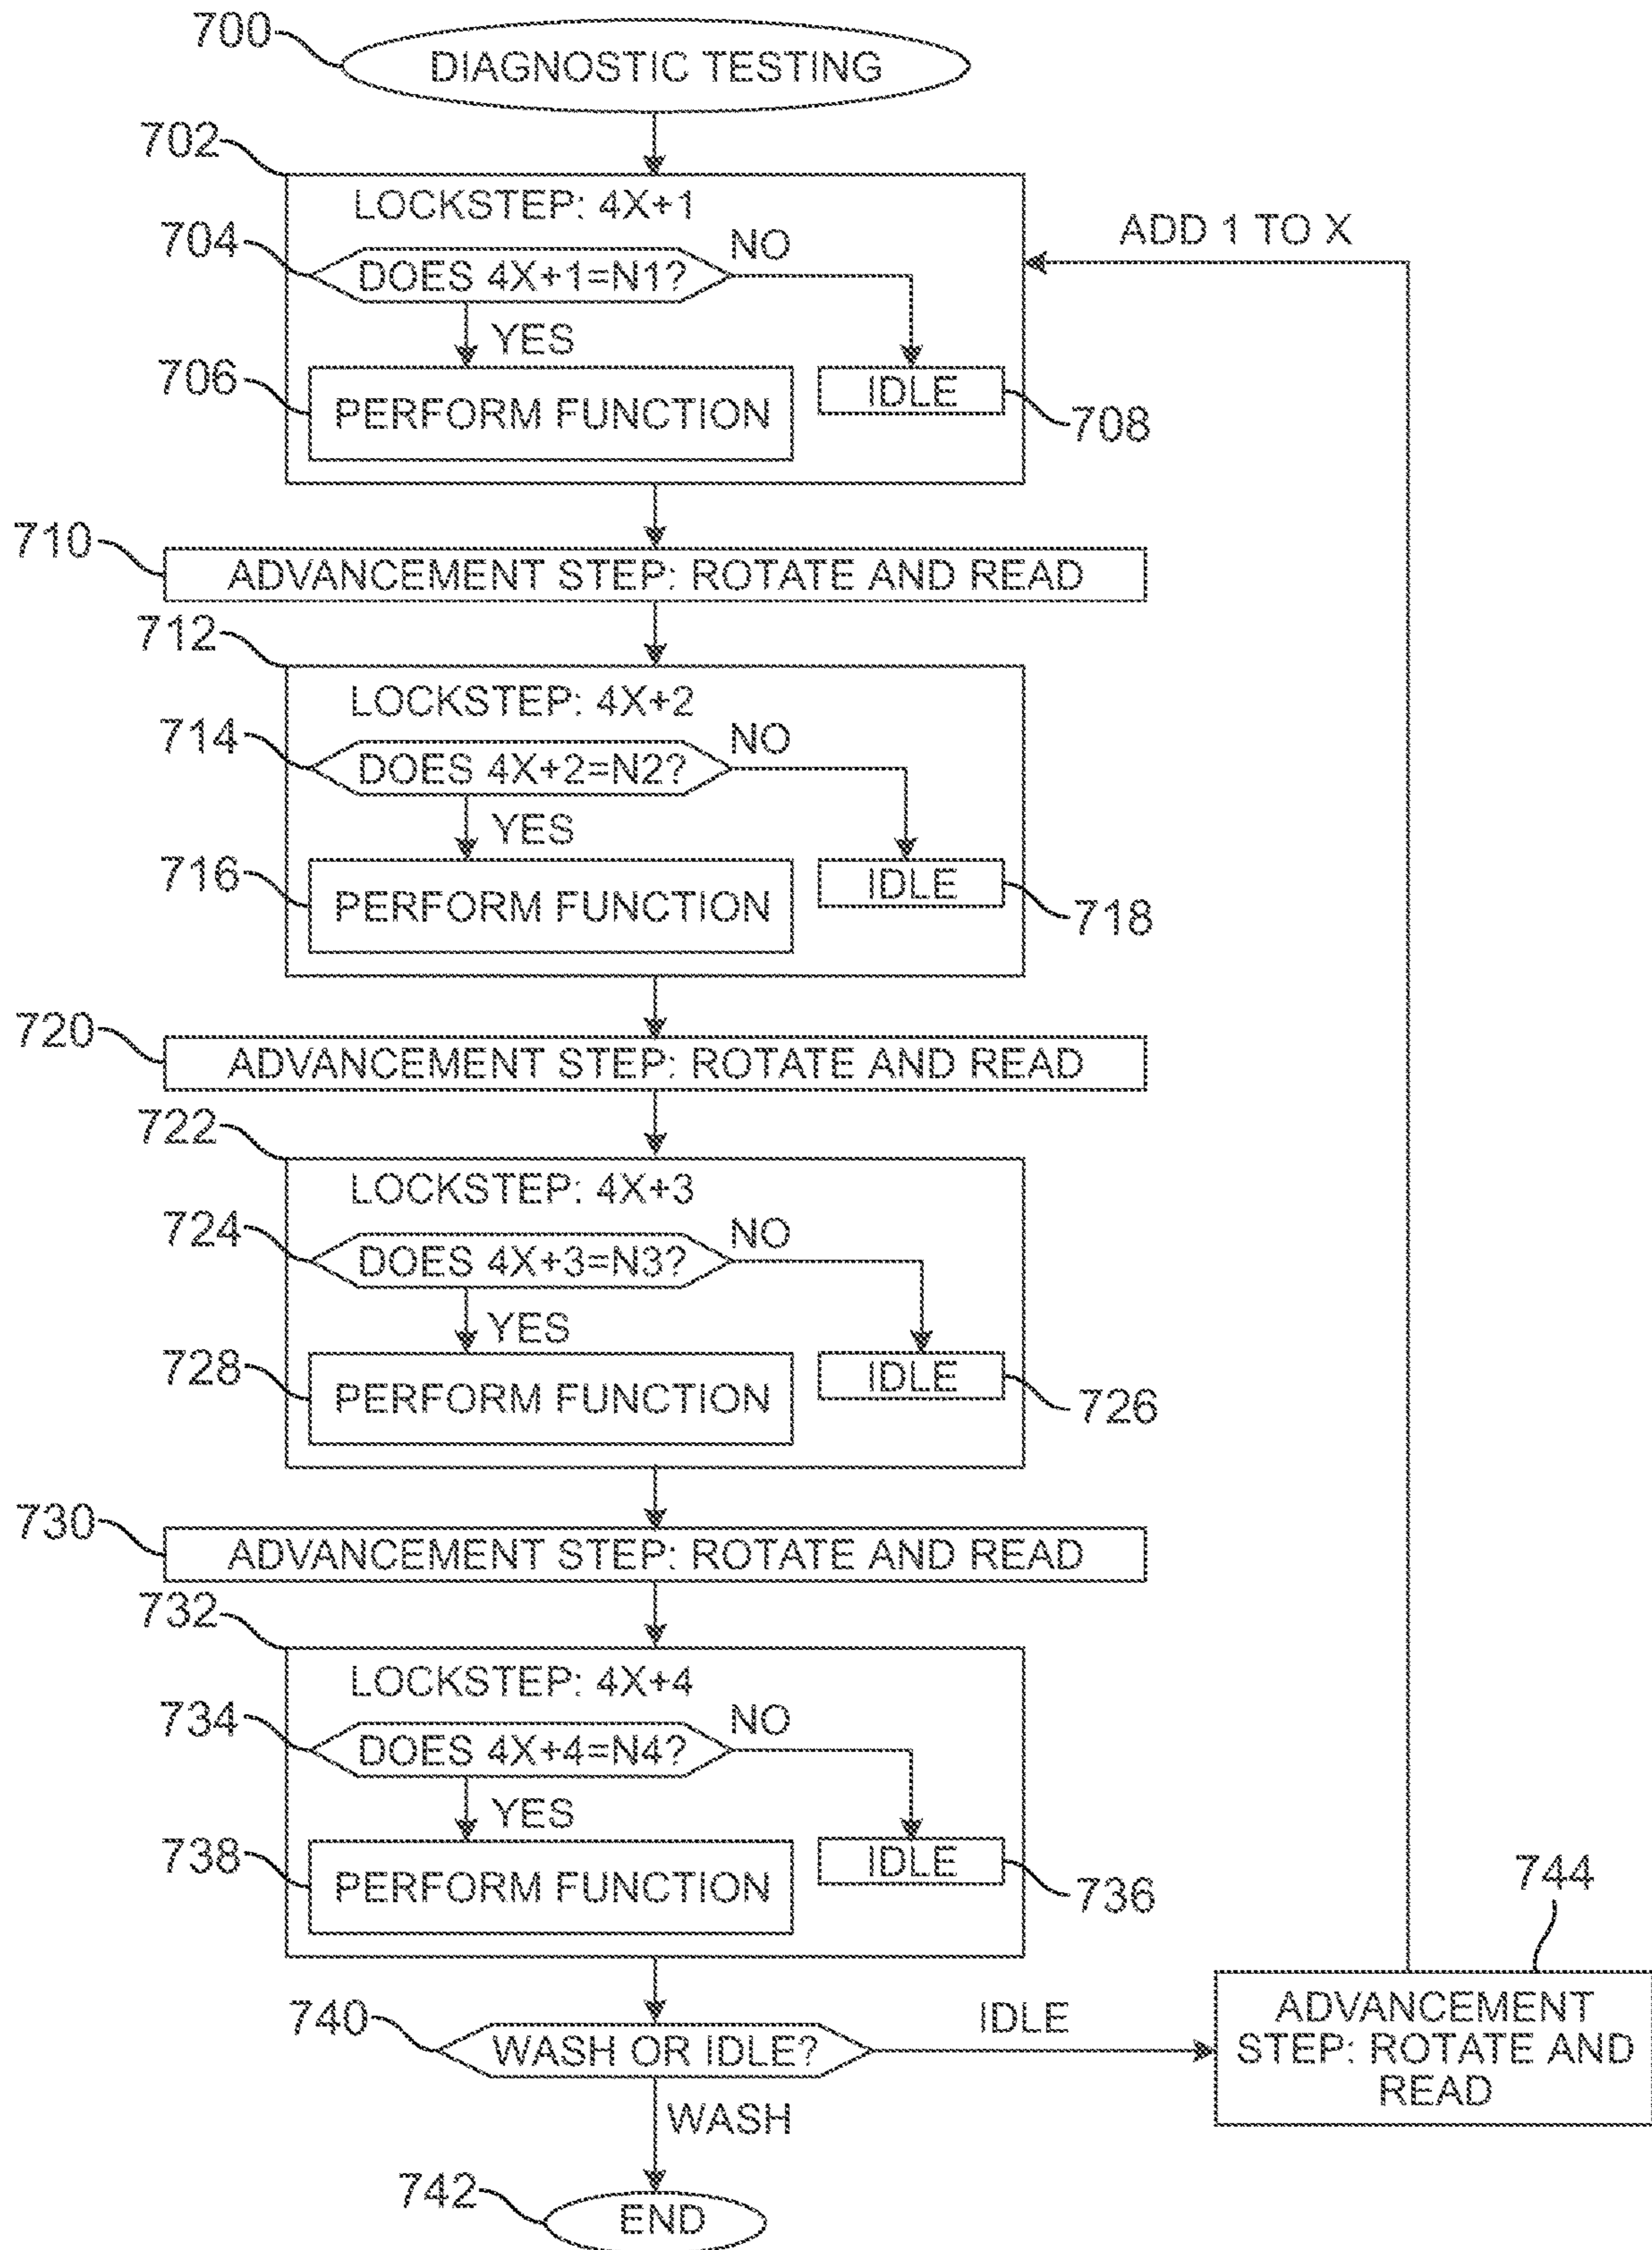 700
DIAGNOSTIC TESTING
702
LOCKSTEP: 4X+1
ADD 1 TO X
704
DOES 4X+1=N1?
NO
YES
706
PERFORM FUNCTION
IDLE
708
710
ADVANCEMENT STEP: ROTATE AND READ
712
LOCKSTEP: 4X+2
714
DOES 4X+2=N2?
NO
YES
716
PERFORM FUNCTION
IDLE
718
720
ADVANCEMENT STEP: ROTATE AND READ
722
LOCKSTEP: 4X+3
724
DOES 4X+3=N3?
NO
YES
728
PERFORM FUNCTION
IDLE
726
730
ADVANCEMENT STEP: ROTATE AND READ
732
LOCKSTEP: 4X+4
734
DOES 4X+4=N4?
NO
YES
738
PERFORM FUNCTION
IDLE
736
740
WASH OR IDLE?
IDLE
744
ADVANCEMENT
STEP: ROTATE AND
READ
WASH
742
END